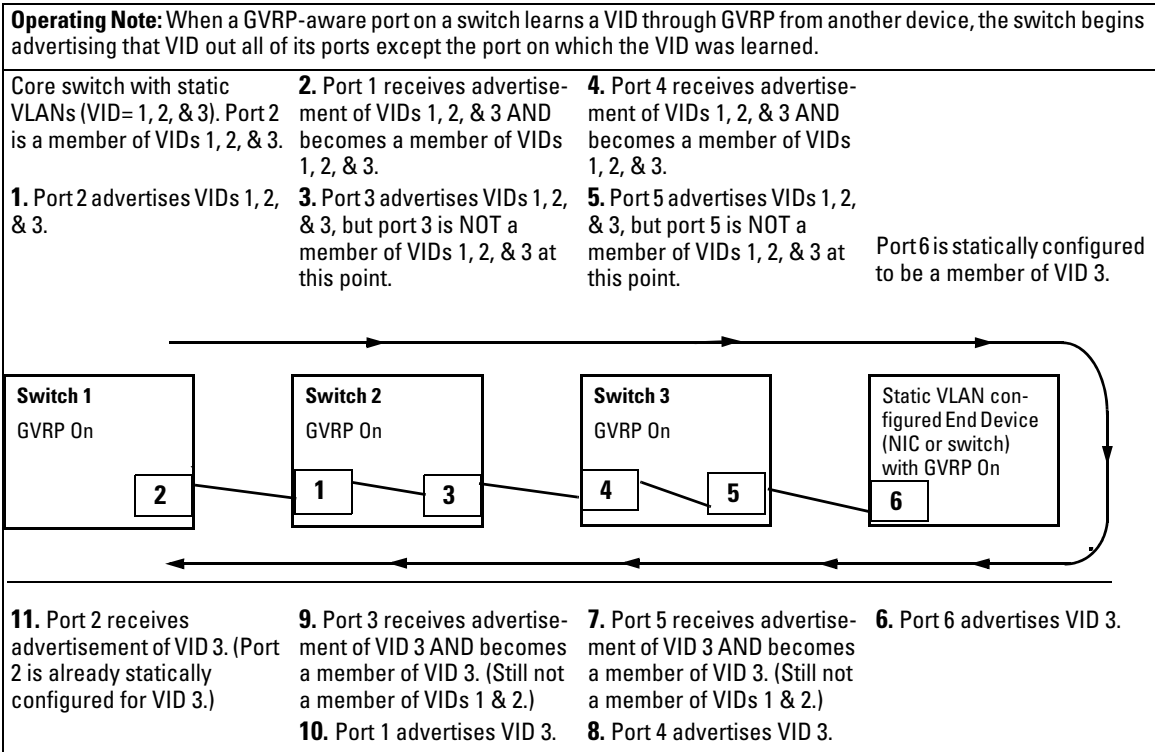 Operating Note: When a GVRP-aware port on a switch learns a VID through GVRP from another device, the switch begins
advertising that VID out all of its ports except the port on which the VID was learned.
Core switch with static
VLANs (VID= 1, 2, & 3). Port 2
is a member of VIDs 1, 2, & 3.
1. Port 2 advertises VIDs 1, 2,
& 3.
2. Port 1 receives advertise-
ment of VIDs 1, 2, & 3 AND
becomes a member of VIDs
1, 2, & 3.
3. Port 3 advertises VIDs 1, 2,
& 3, but port 3 is NOT a
member of VIDs 1, 2, & 3 at
this point.
4. Port 4 receives advertise-
ment of VIDs 1, 2, & 3 AND
becomes a member of VIDs
1, 2, & 3.
5. Port 5 advertises VIDs 1, 2,
& 3, but port 5 is NOT a
member of VIDs 1, 2, & 3 at
this point.
Port 6 is statically configured
to be a member of VID 3.
Switch 1
GVRP On
2
Switch 2
GVRP On
1
3
Switch 3
GVRP On
4
5
Static VLAN con-
figured End Device
(NIC or switch)
with GVRP On
6
11. Port 2 receives
advertisement of VID 3. (Port
2 is already statically
configured for VID 3.)
9. Port 3 receives advertise-
ment of VID 3 AND becomes
a member of VID 3. (Still not
a member of VIDs 1 & 2.)
10. Port 1 advertises VID 3.
7. Port 5 receives advertise-
ment of VID 3 AND becomes
a member of VID 3. (Still not
a member of VIDs 1 & 2.)
8. Port 4 advertises VID 3.
6. Port 6 advertises VID 3.